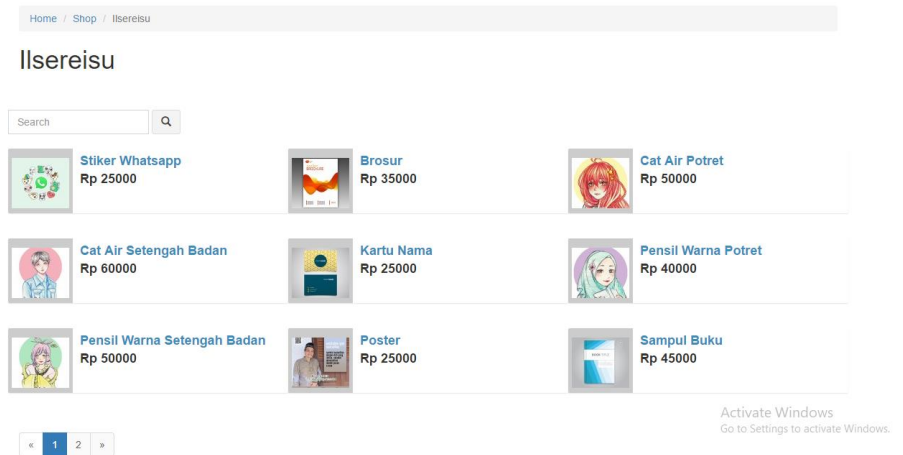 Home / Shop / Ilsereisu
Ilsereisu
Search
Stiker Whatsapp
Rp 25000
Brosur
Rp 35000
Cat Air Potret
Rp 50000
Cat Air Setengah Badan
Rp 60000
Kartu Nama
Rp 25000
Pensil Warna Potret
Rp 40000
Pensil Warna Setengah Badan
Rp 50000
Poster
Rp 25000
Sampul Buku
Rp 45000
Activate Windows
Go to Settings to activate Windows.
« 1 2 »